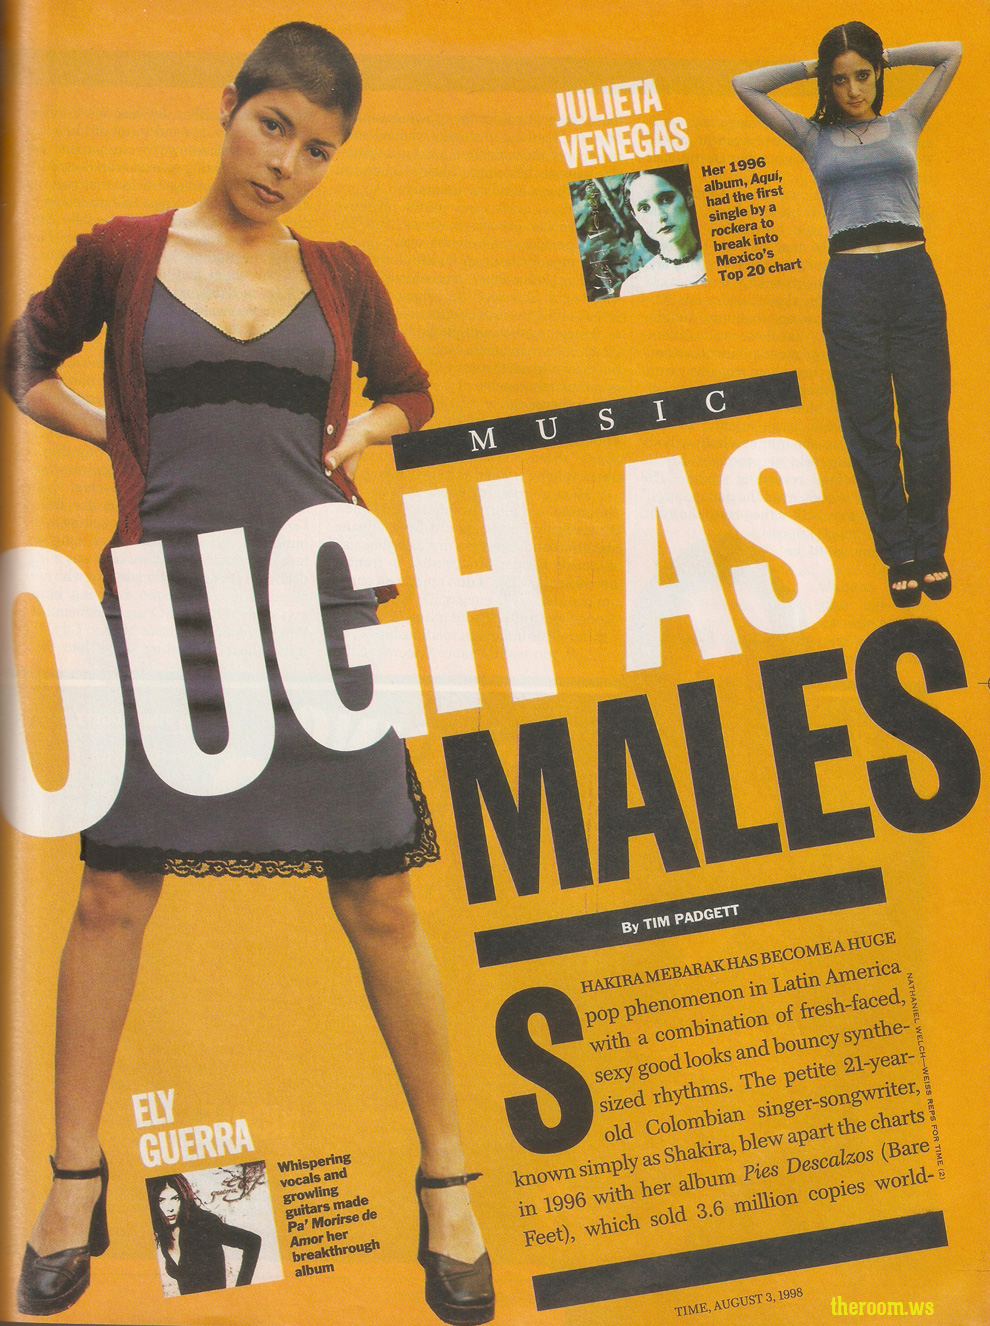 JULIETA
VENEGAS
Her 1996
album, Aquí,
had the first
single by a
rockera to
break into
Mexico's
Top 20 chart
MUSIC
OUGH AS
MALES
By TIM PADGETT
SHAKIRA MEBARAK HAS BECOME A HUGE
pop phenomenon in Latin America
with a combination of fresh-faced,
sexy good looks and bouncy synthe-
sized rhythms. The petite 21-year-
old Colombian singer-songwriter,
known simply as Shakira, blew apart the charts
in 1996 with her album Pies Descalzos (Bare
Feet), which sold 3.6 million copies world-
NATHANIEL WELCH—WEISS REPS FOR TIME (2)
ELY
GUERRA
guerra
Whispering
vocals and
growling
guitars made
Pa' Morirse de
Amor her
breakthrough
album
TIME, AUGUST 3, 1998
theroom.ws